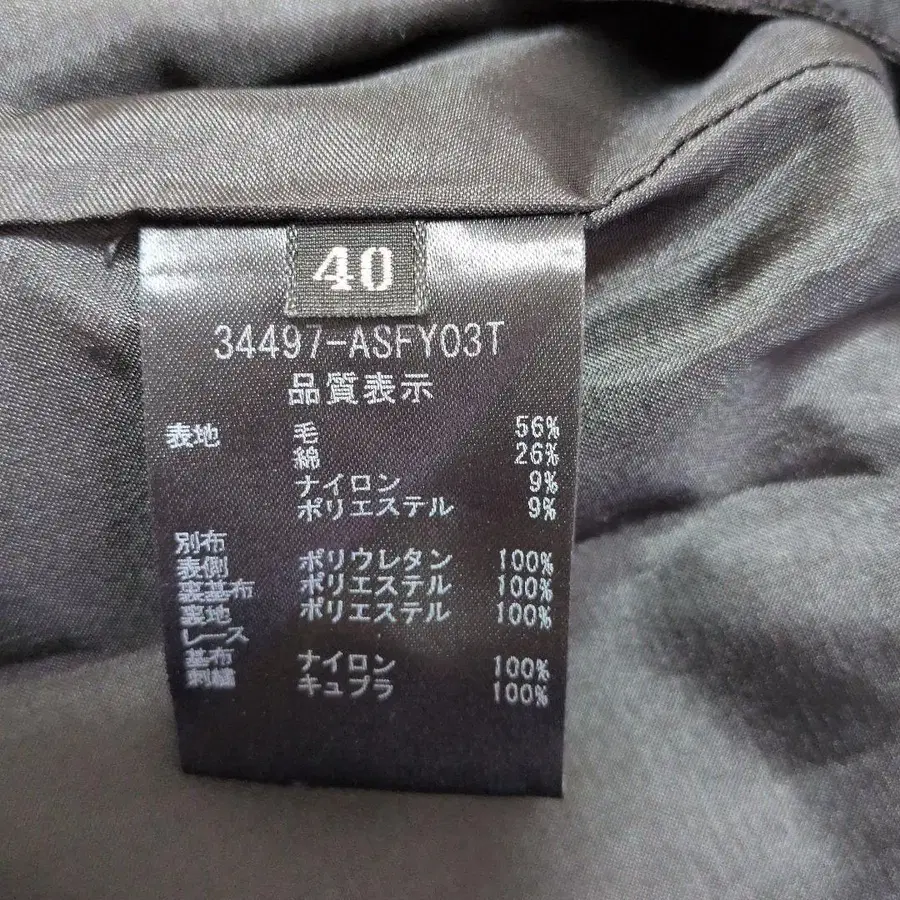 40
34497-ASFY03T
品質表示
表地 毛 56%
綿 26%
ナイロン 9%
ポリエステル 9%
別布
表側 ポリウレタン 100%
裏基布 ポリエステル 100%
裏地 ポリエステル 100%
レース
基布 ナイロン 100%
刺繍 キュプラ 100%